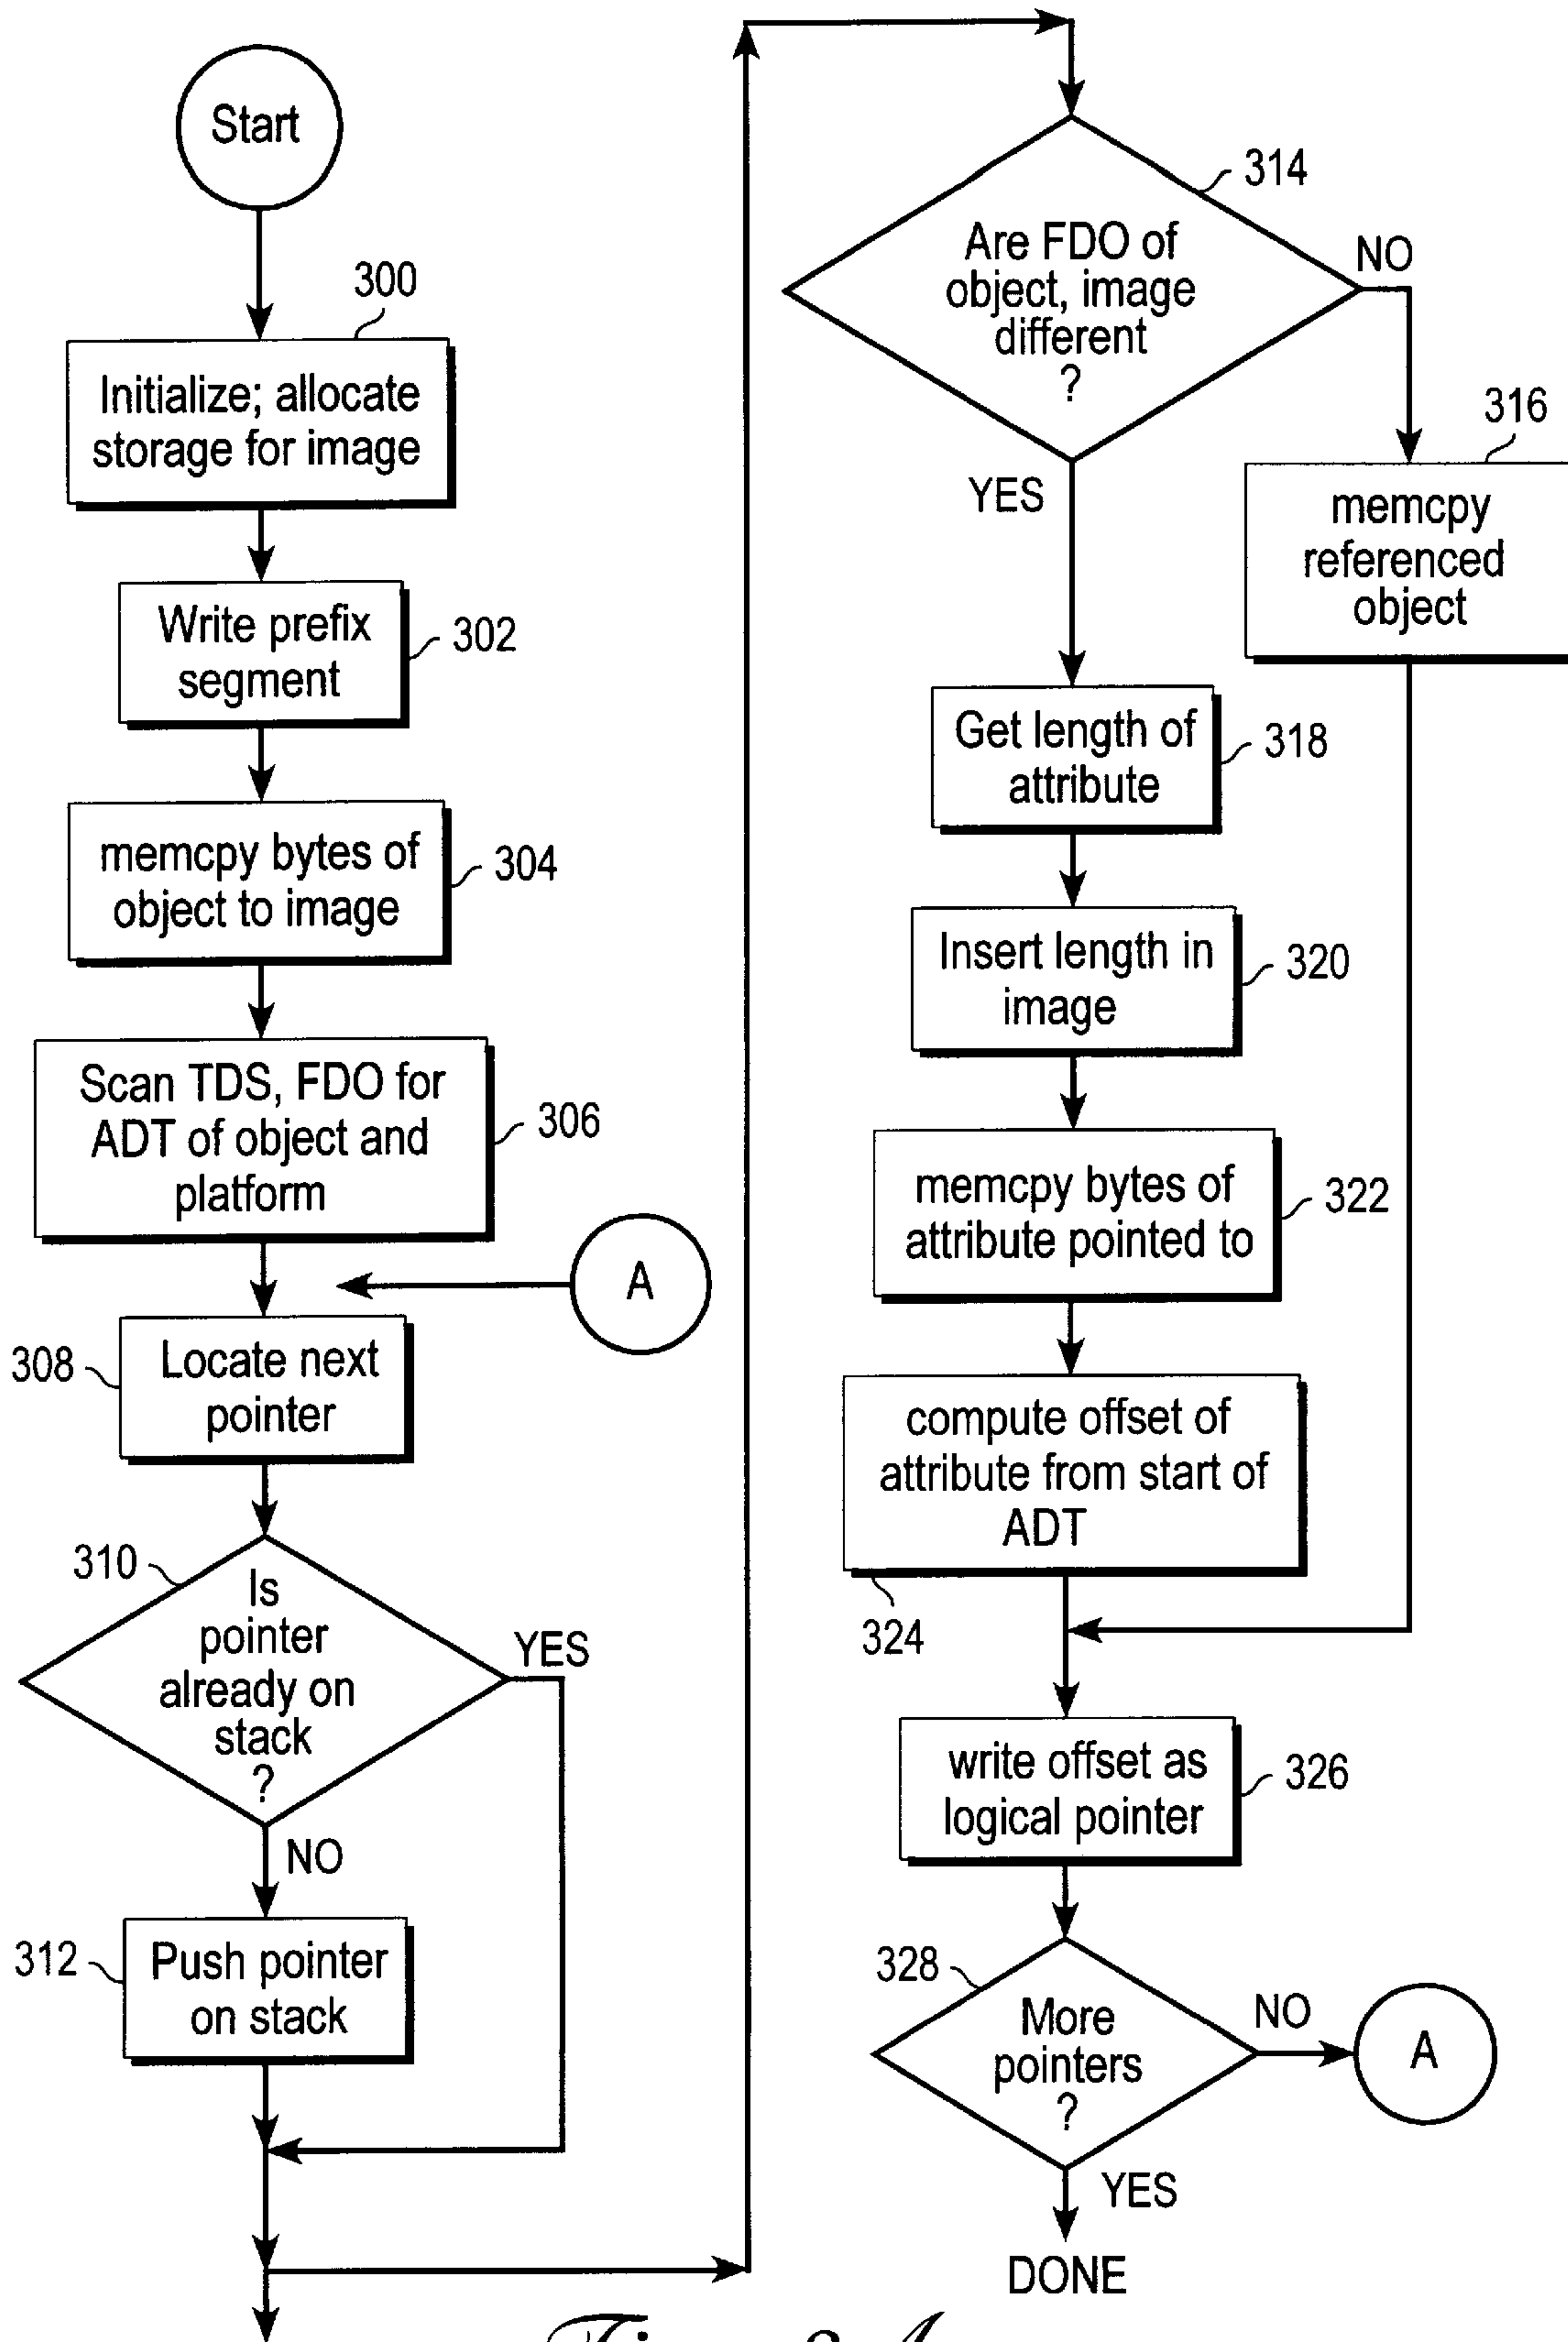 Start
300
Initialize; allocate
storage for image
Write prefix
segment
302
memcpy bytes of
object to image
304
Scan TDS, FDO for
ADT of object and
platform
306
A
308
Locate next
pointer
310
Is
pointer
already on
stack
?
YES
NO
312
Push pointer
on stack
314
Are FDO of
object, image
different
?
NO
YES
316
memcpy
referenced
object
Get length of
attribute
318
Insert length in
image
320
memcpy bytes of
attribute pointed to
322
compute offset of
attribute from start of
ADT
324
write offset as
logical pointer
326
328
More
pointers
?
NO
A
YES
DONE